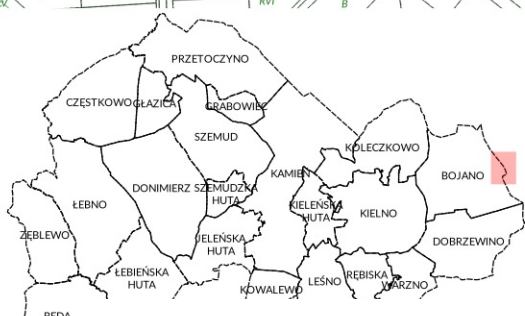 RVI
B
PRZETOCZYNO
CZĘSTKOWO
GŁAZICA
GRABOWIEC
SZEMUD
KOLECZKOWO
KAMIEŃ
BOJANO
DONIMIERZ
SZEMUDZKA
HUTA
ŁEBNO
KIELEŃSKA
HUTA
KIELNO
ZĘBLEWO
JELEŃSKA
HUTA
DOBRZEWINO
ŁEBIEŃSKA
HUTA
KOWALEWO
LEŚNO
RĘBISKA
WARZNO